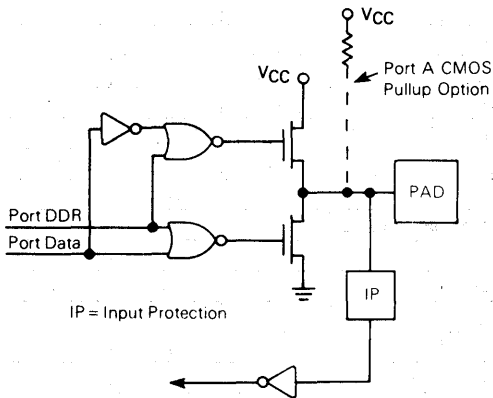 VCC
Port A CMOS
Pullup Option
VCC
PAD
Port DDR
Port Data
IP
IP = Input Protection